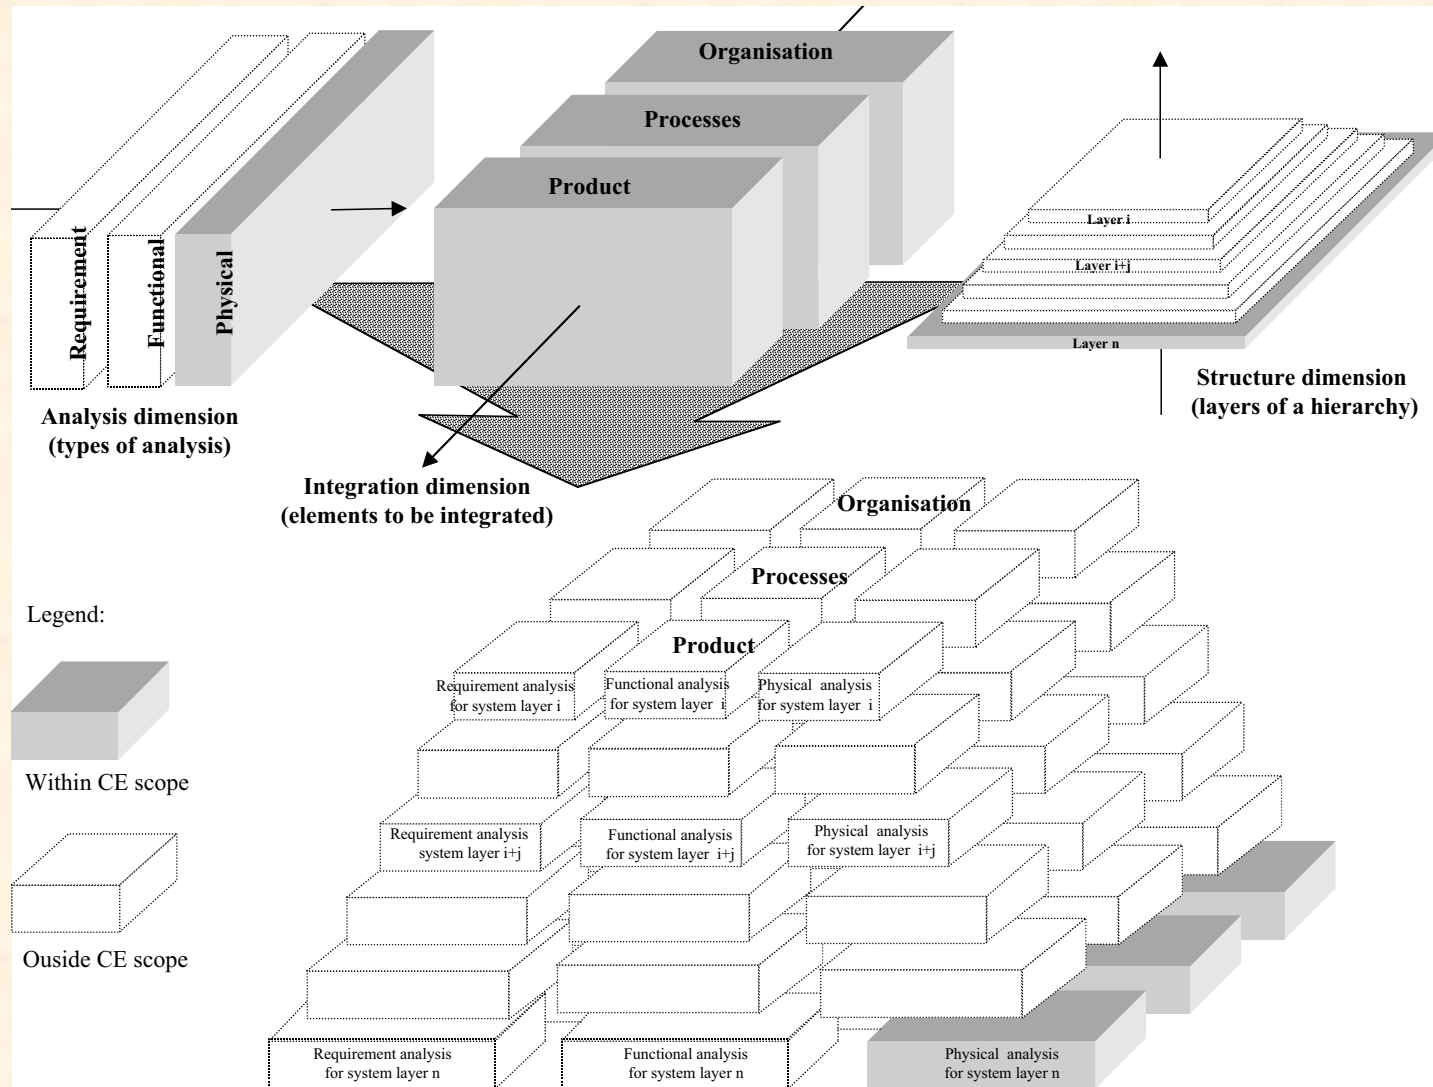 Organisation
Processes
Product
Requirement
Functional
Physical
Layer i
Layer i+j
Layer n
Analysis dimension
(types of analysis)
Structure dimension
(layers of a hierarchy)
Integration dimension
(elements to be integrated)
Organisation
Processes
Product
Legend:
Within CE scope
Ouside CE scope
Requirement analysis
for system layer i
Functional analysis
for system layer i
Physical analysis
for system layer i
Requirement analysis
system layer i+j
Functional analysis
for system layer i+j
Physical analysis
for system layer i+j
Requirement analysis
for system layer n
Functional analysis
for system layer n
Physical analysis
for system layer n